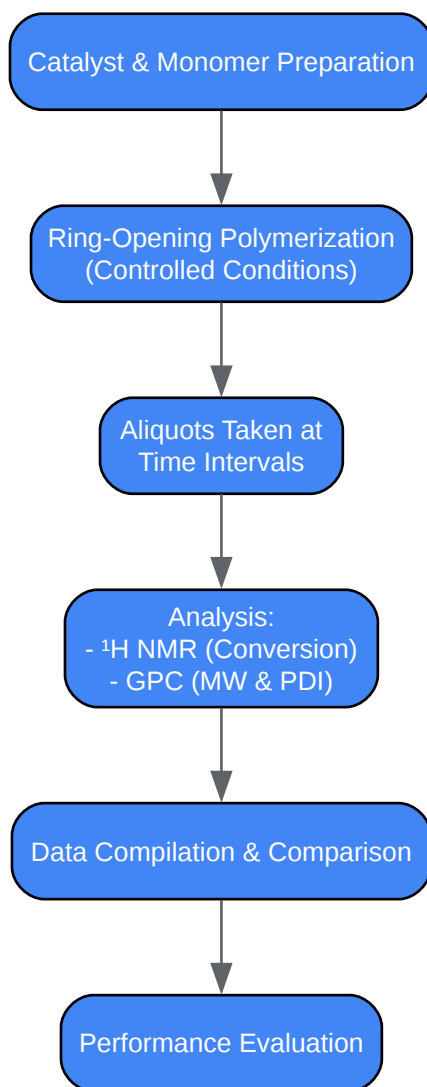 Catalyst & Monomer Preparation
Ring-Opening Polymerization
(Controlled Conditions)
Aliquots Taken at
Time Intervals
Analysis:
- ¹H NMR (Conversion)
- GPC (MW & PDI)
Data Compilation & Comparison
Performance Evaluation